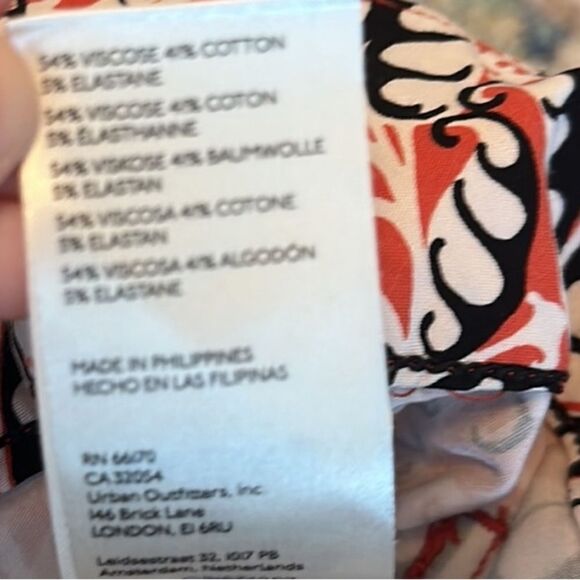 54% VISCOSE 41% COTTON
5% ELASTANE
54% VISCOSE 41% COTON
5% ÉLASTHANNE
54% VISKOSE 41% BAUMWOLLE
5% ELASTAN
54% VISCOSA 41% COTONE
5% ELASTAN
54% VISCOSA 41% ALGODÓN
5% ELASTANE
MADE IN PHILIPPINES
HECHO EN LAS FILIPINAS
RN 66170
CA 32054
Urban Outfitters, Inc
146 Brick Lane
LONDON, E1 6RU
Leidsestraat 32, 1017 PB
Amsterdam, Netherlands